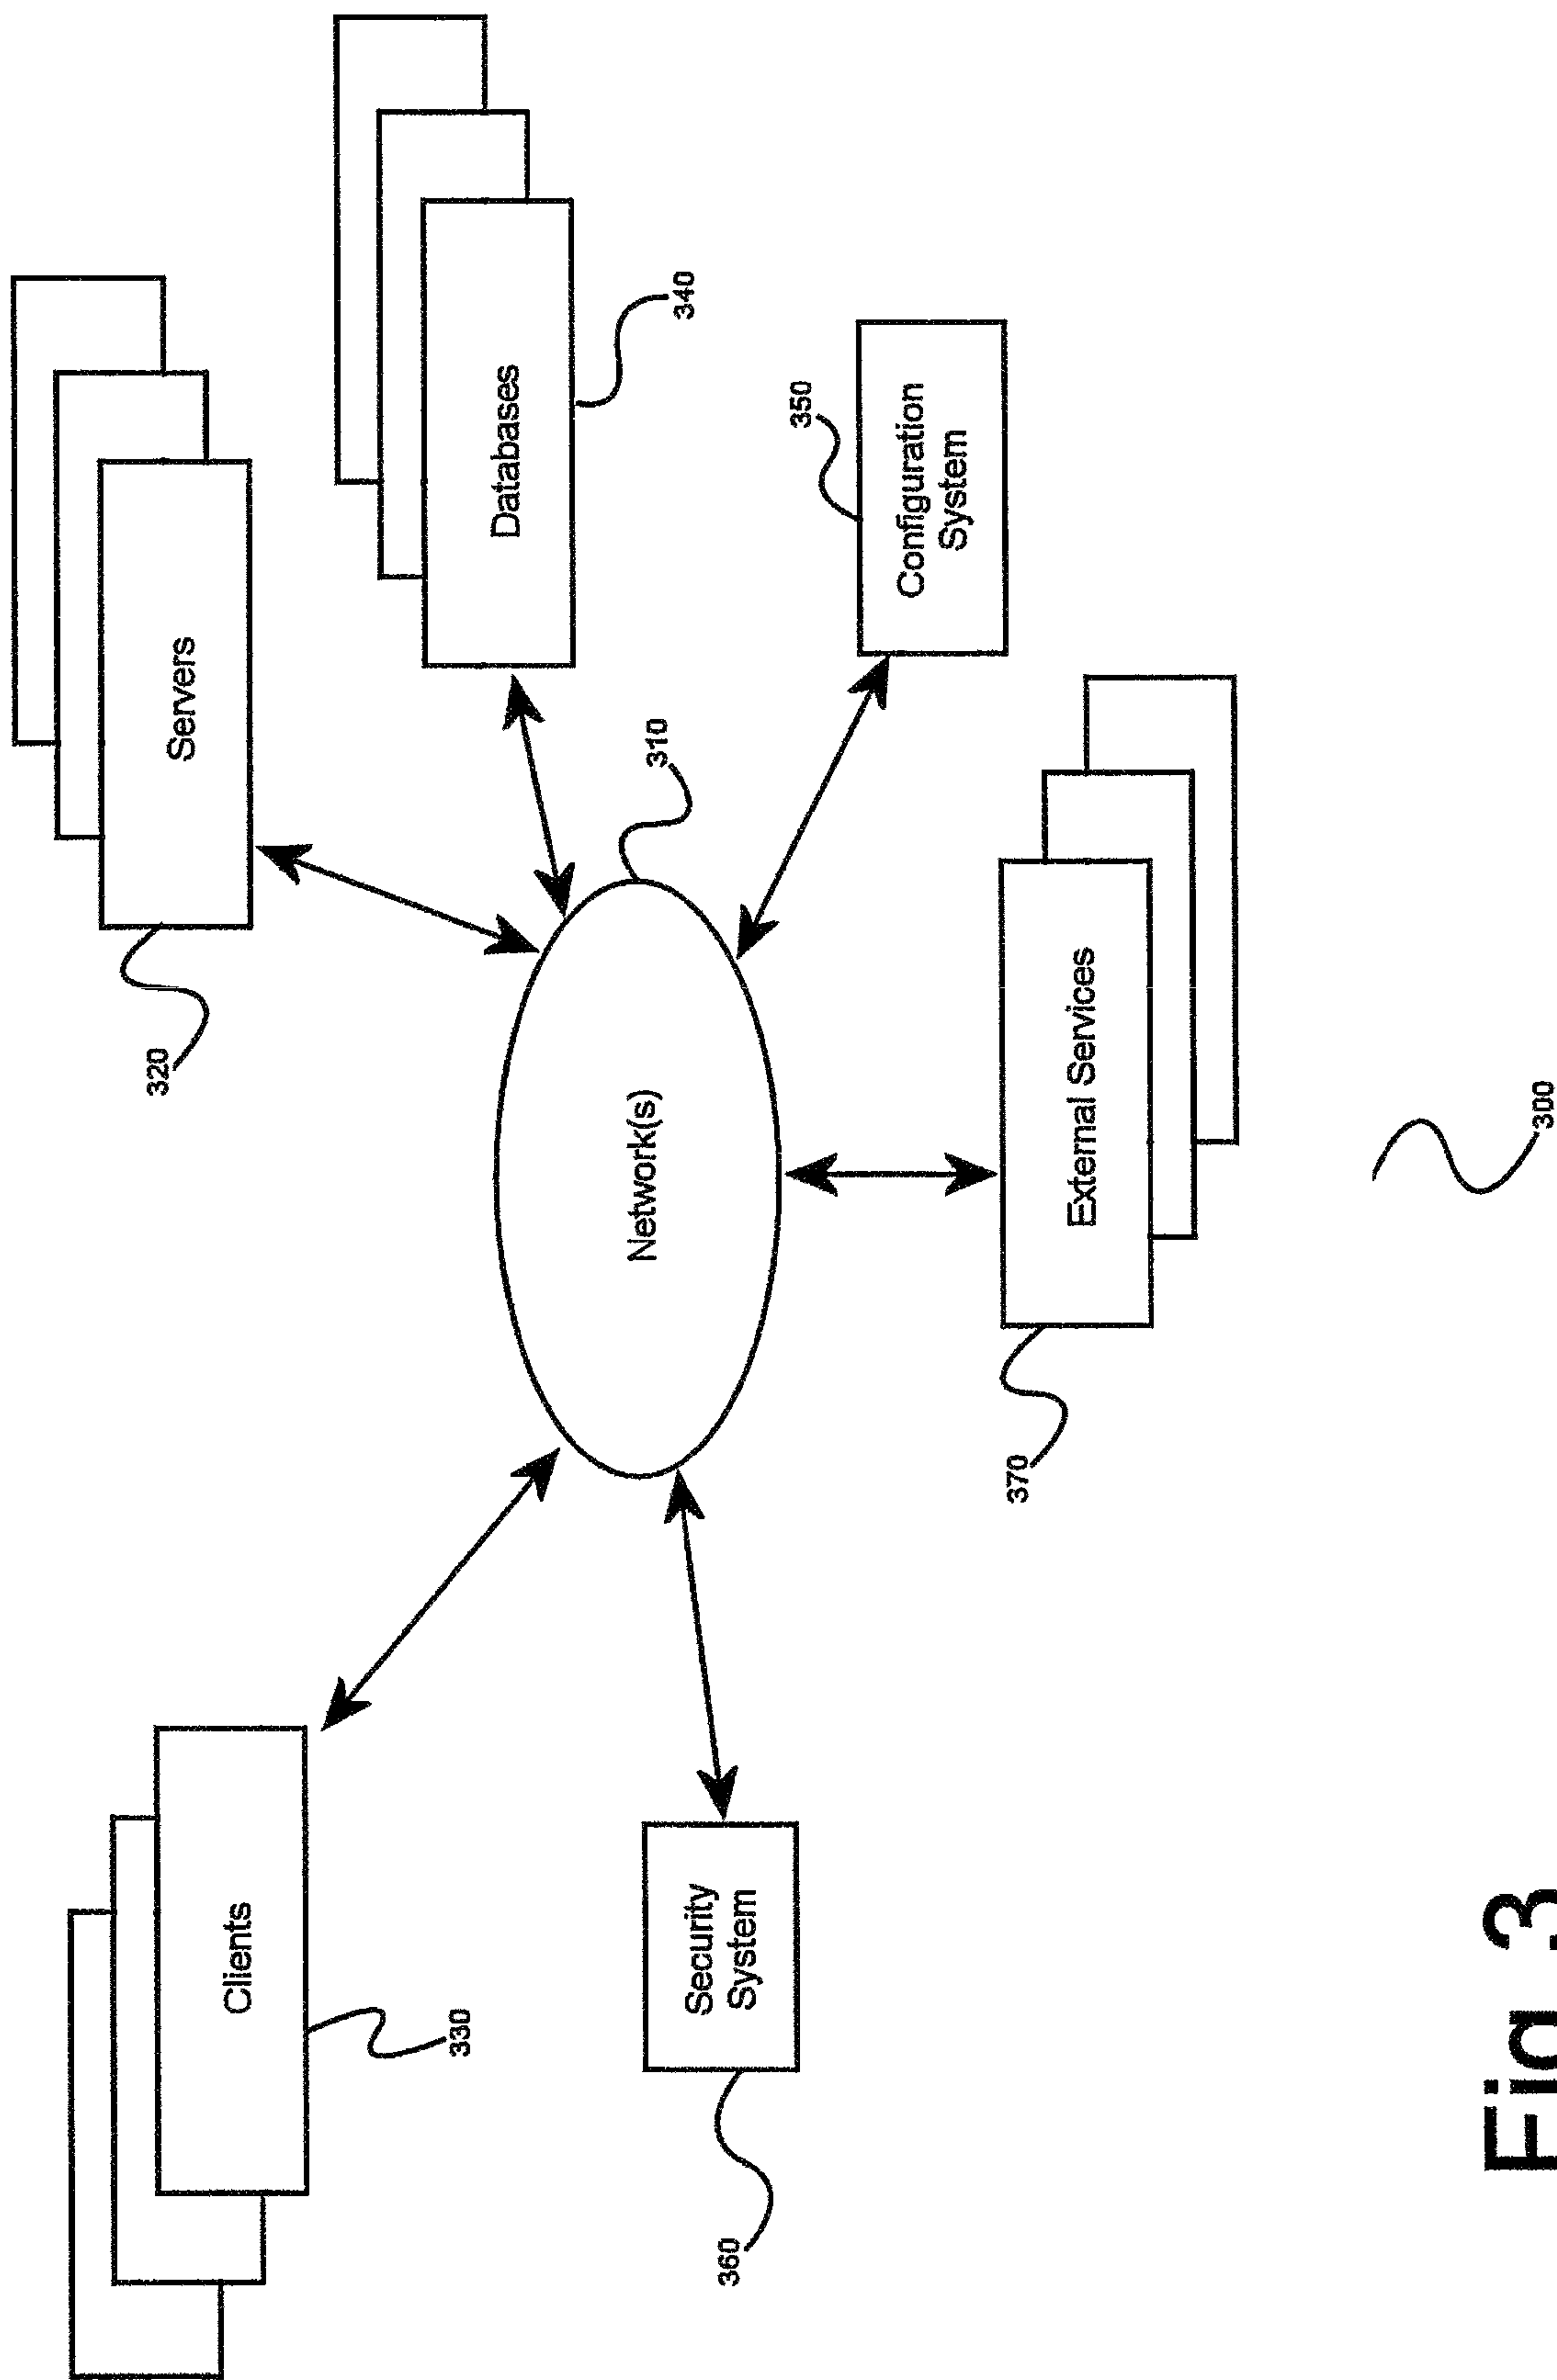 Servers
320
Clients
330
Databases
Network(s)
310
340
Security
System
360
350
Configuration
System
370
External Services
300
Fig 3